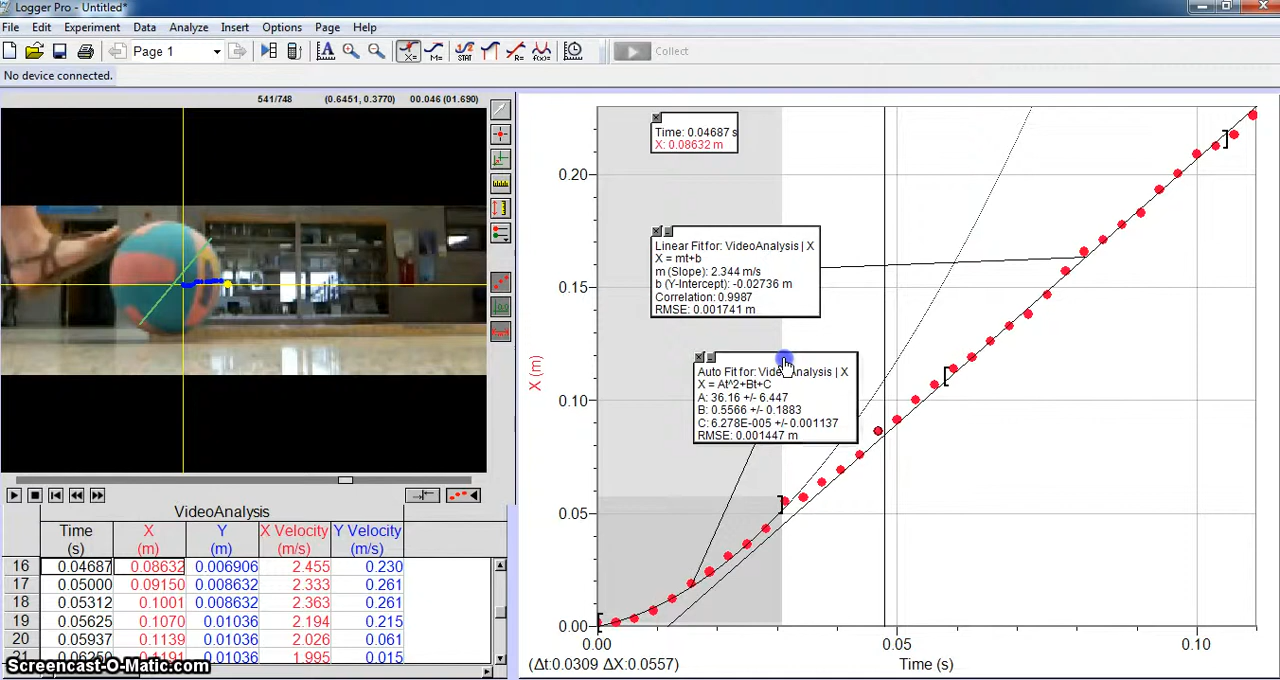 Logger Pro - Untitled*
File Edit Experiment Data Analyze Insert Options Page Help
Page 1
X=
M=
STAT
R=
f(x)=
Collect
No device connected.
541/748 (0.6451, 0.3770) 00.046 (01.690)
VideoAnalysis
Time X Y X Velocity Y Velocity
(s) (m) (m) (m/s) (m/s)
16 0.04687 0.08632 0.006906 2.455 0.230
17 0.05000 0.09150 0.008632 2.333 0.261
18 0.05312 0.1001 0.008632 2.363 0.261
19 0.05625 0.1070 0.01036 2.194 0.215
20 0.05937 0.1139 0.01036 2.026 0.061
21 0.06250 0.1191 0.01036 1.995 0.015
Screencast-O-Matic.com
Time: 0.04687 s
X: 0.08632 m
Linear Fit for: VideoAnalysis | X
X = mt+b
m (Slope): 2.344 m/s
b (Y-Intercept): -0.02736 m
Correlation: 0.9987
RMSE: 0.001741 m
Auto Fit for: VideoAnalysis | X
X = At^2+Bt+C
A: 36.16 +/- 6.447
B: 0.5566 +/- 0.1883
C: 6.278E-005 +/- 0.001137
RMSE: 0.001447 m
X (m)
0.20
0.15
0.10
0.05
0.00
0.00 0.05 0.10
(Δt:0.0309 ΔX:0.0557)
Time (s)